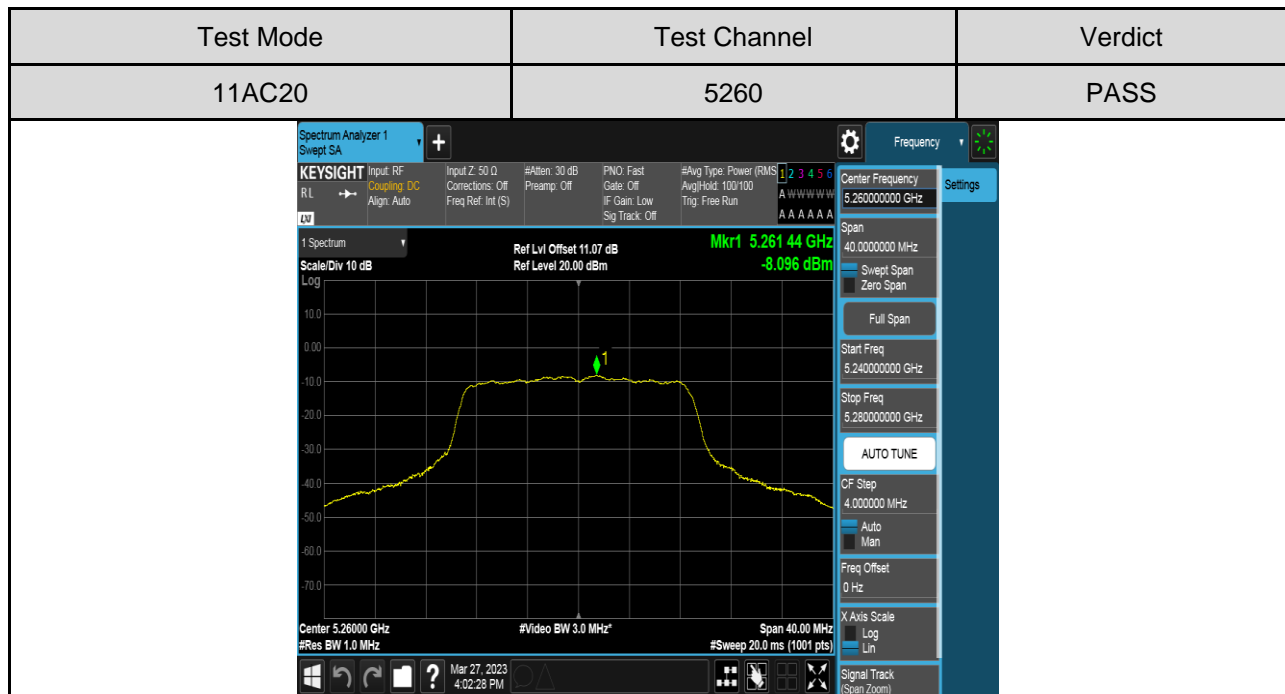 Test Mode Test Channel Verdict
11AC20 5260 PASS
Spectrum Analyzer 1
Swept SA
+
Frequency
KEYSIGHT
R L
LXI
Input: RF
Coupling: DC
Align: Auto
Input Z: 50 Ω
Corrections: Off
Freq Ref: Int (S)
#Atten: 30 dB
Preamp: Off
PNO: Fast
Gate: Off
IF Gain: Low
Sig Track: Off
#Avg Type: Power (RMS
Avg|Hold: 100/100
Trig: Free Run
1 2 3 4 5 6
A W W W W W
A A A A A A
1 Spectrum
Scale/Div 10 dB
Log
Ref Lvl Offset 11.07 dB
Ref Level 20.00 dBm
Mkr1 5.261 44 GHz
-8.096 dBm
10.0
0.00
1
-10.0
-20.0
-30.0
-40.0
-50.0
-60.0
-70.0
Center 5.26000 GHz
#Res BW 1.0 MHz
#Video BW 3.0 MHz*
Span 40.00 MHz
#Sweep 20.0 ms (1001 pts)
?
Mar 27, 2023
4:02:28 PM
Center Frequency
5.260000000 GHz
Span
40.0000000 MHz
Swept Span
Zero Span
Full Span
Start Freq
5.240000000 GHz
Stop Freq
5.280000000 GHz
AUTO TUNE
CF Step
4.000000 MHz
Auto
Man
Freq Offset
0 Hz
X Axis Scale
Log
Lin
Signal Track
(Span Zoom)
Settings